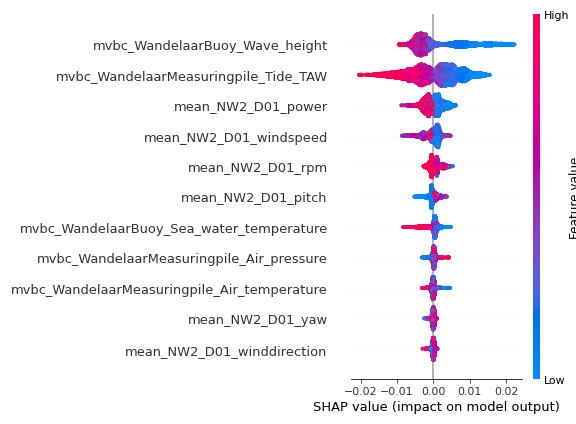 High
mvbc_WandelaarBuoy_Wave_height
mvbc_WandelaarMeasuringpile_Tide_TAW
mean_NW2_D01_power
mean_NW2_D01_windspeed
mean_NW2_D01_rpm
mean_NW2_D01_pitch
mvbc_WandelaarBuoy_Sea_water_temperature
mvbc_WandelaarMeasuringpile_Air_pressure
mvbc_WandelaarMeasuringpile_Air_temperature
mean_NW2_D01_yaw
mean_NW2_D01_winddirection
Feature value
Low
−0.02 −0.01 0.00 0.01 0.02
SHAP value (impact on model output)